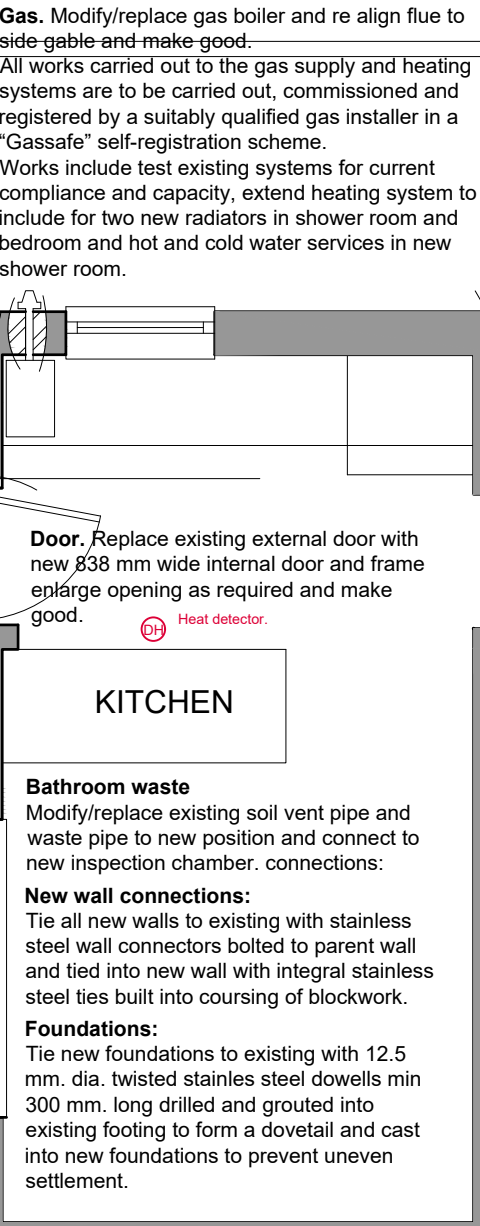 Gas. Modify/replace gas boiler and re align flue to
side gable and make good.
All works carried out to the gas supply and heating
systems are to be carried out, commissioned and
registered by a suitably qualified gas installer in a
“Gassafe” self-registration scheme.
Works include test existing systems for current
compliance and capacity, extend heating system to
include for two new radiators in shower room and
bedroom and hot and cold water services in new
shower room.
Door. Replace existing external door with
new 838 mm wide internal door and frame
enlarge opening as required and make
good.
DH Heat detector.
KITCHEN
Bathroom waste
Modify/replace existing soil vent pipe and
waste pipe to new position and connect to
new inspection chamber. connections:
New wall connections:
Tie all new walls to existing with stainless
steel wall connectors bolted to parent wall
and tied into new wall with integral stainless
steel ties built into coursing of blockwork.
Foundations:
Tie new foundations to existing with 12.5
mm. dia. twisted stainles steel dowells min
300 mm. long drilled and grouted into
existing footing to form a dovetail and cast
into new foundations to prevent uneven
settlement.